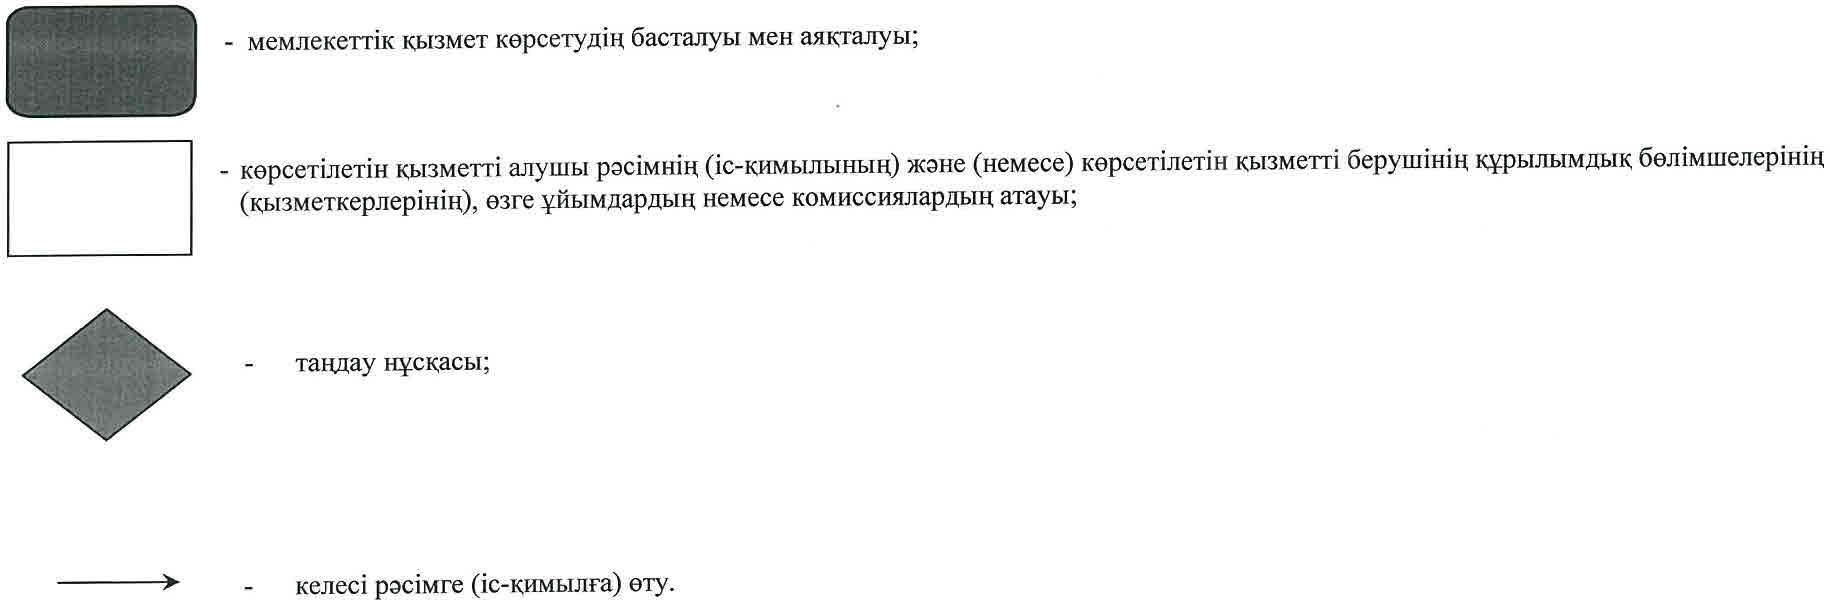 - мемлекеттік қызмет көрсетудің басталуы мен аяқталуы;
- көрсетілетін қызметті алушы рәсімнің (іс-қимылының) және (немесе) көрсетілетін қызметті берушінің құрылымдық бөлімшелерінің
(қызметкерлерінің), өзге ұйымдардың немесе комиссиялардың атауы;
- таңдау нұсқасы;
- келесі рәсімге (іс-қимылға) өту.